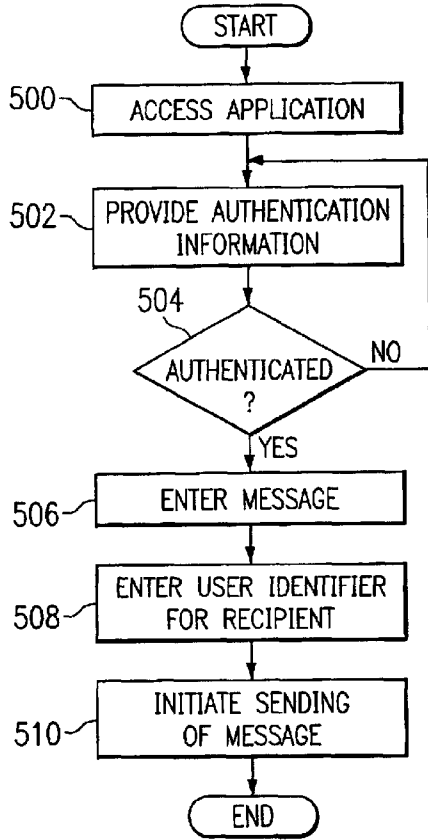 START
500
ACCESS APPLICATION
502
PROVIDE AUTHENTICATION
INFORMATION
504
AUTHENTICATED
?
NO
YES
506
ENTER MESSAGE
508
ENTER USER IDENTIFIER
FOR RECIPIENT
510
INITIATE SENDING
OF MESSAGE
END